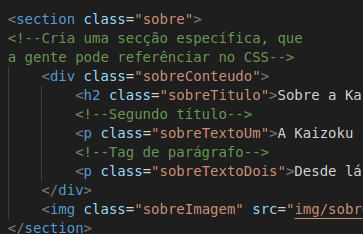 <section class="sobre">
<!--Cria uma secção específica, que
a gente pode referênciar no CSS-->
<div class="sobreConteudo">
<h2 class="sobreTitulo">Sobre a Ka
<!--Segundo título-->
<p class="sobreTextoUm">A Kaizoku
<!--Tag de parágrafo-->
<p class="sobreTextoDois">Desde lá
</div>
<img class="sobreImagem" src="img/sobr
</section>